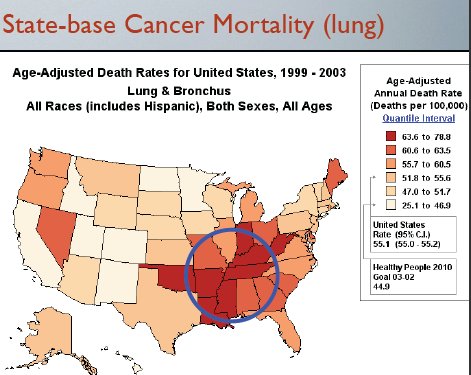 State-base Cancer Mortality (lung)
Age-Adjusted Death Rates for United States, 1999 - 2003
Lung & Bronchus
All Races (includes Hispanic), Both Sexes, All Ages
Age-Adjusted
Annual Death Rate
(Deaths per 100,000)
Quantile Interval
63.6 to 78.8
60.6 to 63.5
55.7 to 60.5
51.8 to 55.6
47.0 to 51.7
25.1 to 46.9
United States
Rate (95% C.I.)
55.1 (55.0 - 55.2)
Healthy People 2010
Goal 03-02
44.9